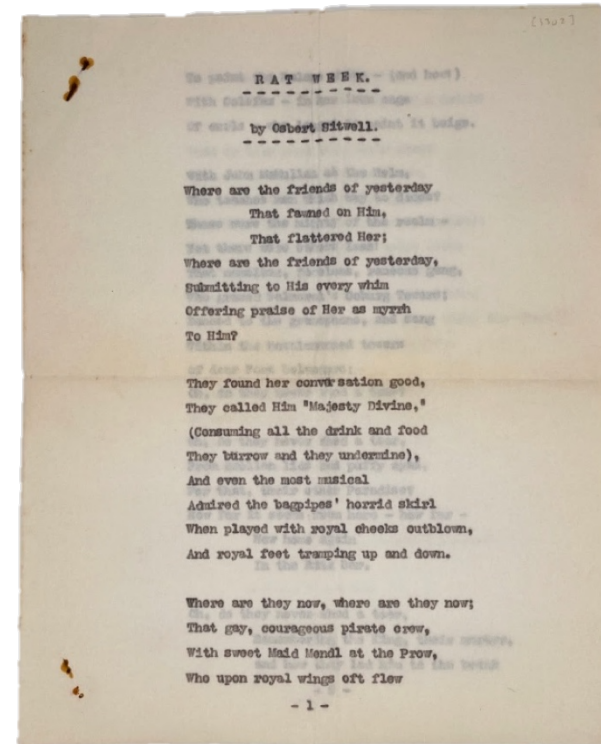 RAT WEEK.
by Osbert Sitwell.
Where are the friends of yesterday
That fawned on Him,
That flattered Her;
Where are the friends of yesterday,
Submitting to His every whim
Offering praise of Her as myrrh
To Him?
They found her conversation good,
They called Him "Majesty Divine,"
(Consuming all the drink and food
They burrow and they undermine),
And even the most musical
Admired the bagpipes' horrid skirl
When played with royal cheeks outblown,
And royal feet tramping up and down.
Where are they now, where are they now;
That gay, courageous pirate crew,
With sweet Maid Mendl at the Prow,
Who upon royal wings oft flew
- 1 -